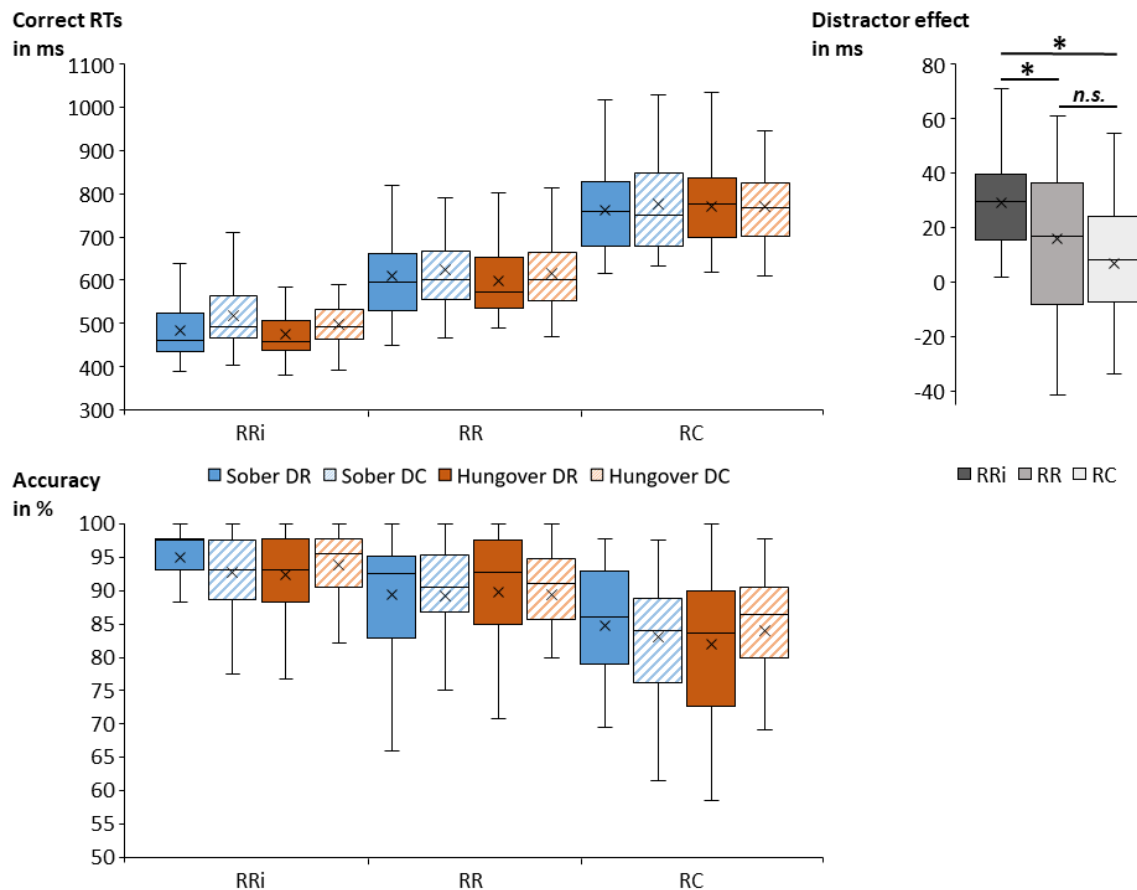 Correct RTs
in ms
1100
1000
900
800
700
600
500
400
300
RRi RR RC
Distractor effect
in ms
80
60
40
20
0
-20
-40
*
*
n.s.
RRi RR RC
Sober DR Sober DC Hungover DR Hungover DC
Accuracy
in %
100
95
90
85
80
75
70
65
60
55
50
RRi RR RC